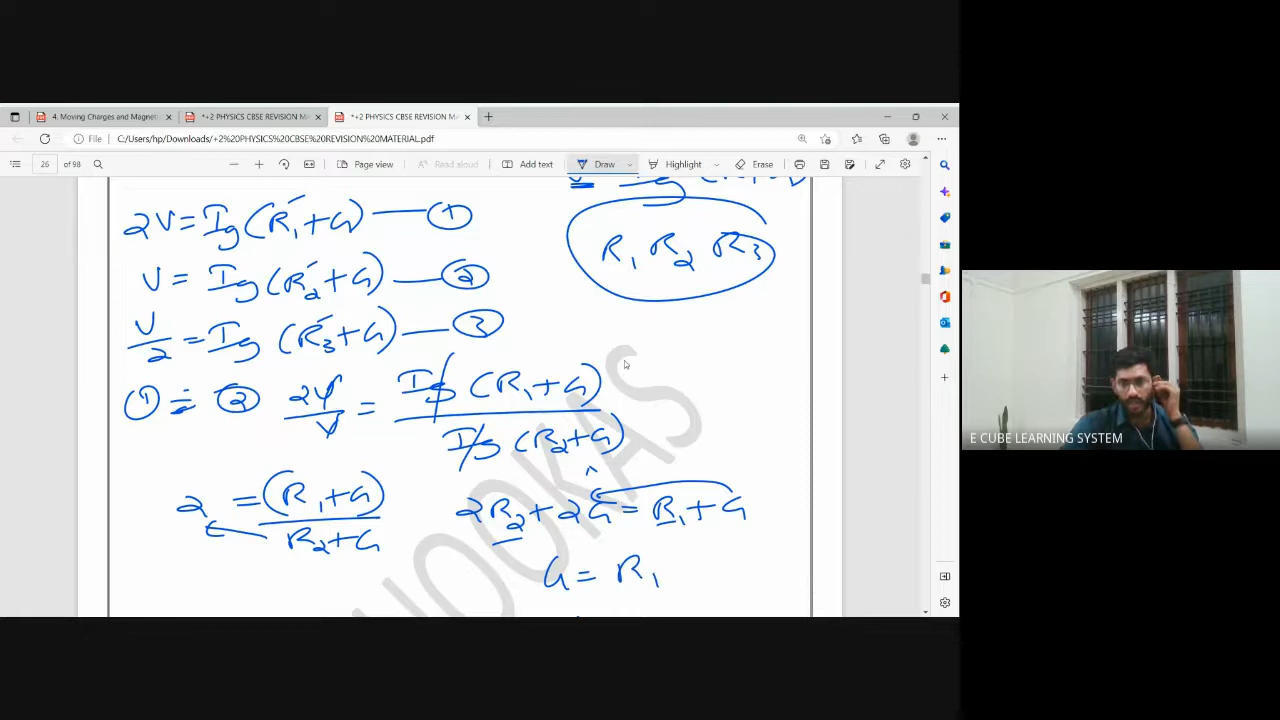 4. Moving Charges and Magnet
*+2 PHYSICS CBSE REVISION MA
*+2 PHYSICS CBSE REVISION MA
File C:/Users/hp/Downloads/+2%20PHYSICS%20CBSE%20REVISION%20MATERIAL.pdf
26 of 98 Page view Read aloud Add text Draw Highlight Erase
2V = Ig (R1 + G) — ①
R1 R2 R3
V = Ig (R2 + G) — ②
V/2 = Ig (R3 + G) — ③
① ÷ ② 2V/V = Ig (R1 + G) / Ig (R2 + G)
2 = (R1 + G) / R2 + G
2R2 + 2G = R1 + G
G = R1
HOOKAS
E CUBE LEARNING SYSTEM